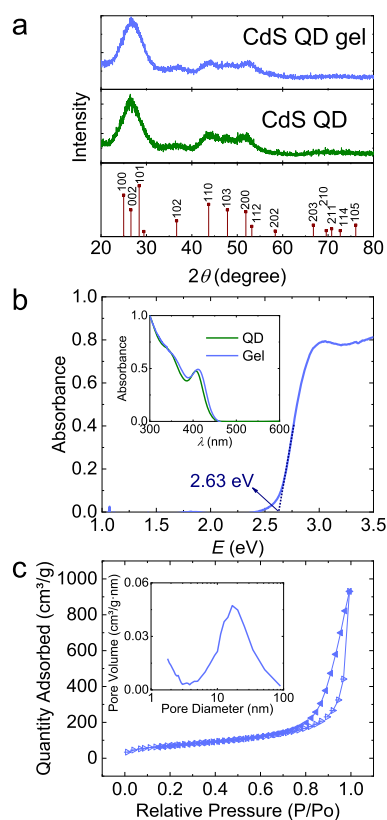 a
CdS QD gel
CdS QD
Intensity
100
002
101
102
110
103
200
112
202
203
210
211
114
105
20 30 40 50 60 70 80
2θ (degree)
b
1.0
0.8
0.6
0.4
0.2
0.0
Absorbance
1.0
0.5
0.0
Absorbance
QD
Gel
300 400 500 600
λ (nm)
2.63 eV
1.0 1.5 2.0 2.5 3.0 3.5
E (eV)
c
1000
800
600
400
200
0
Quantity Adsorbed (cm³/g)
0.06
0.03
0.00
Pore Volume (cm³/g·nm)
1 10 100
Pore Diameter (nm)
0.0 0.2 0.4 0.6 0.8 1.0
Relative Pressure (P/Po)